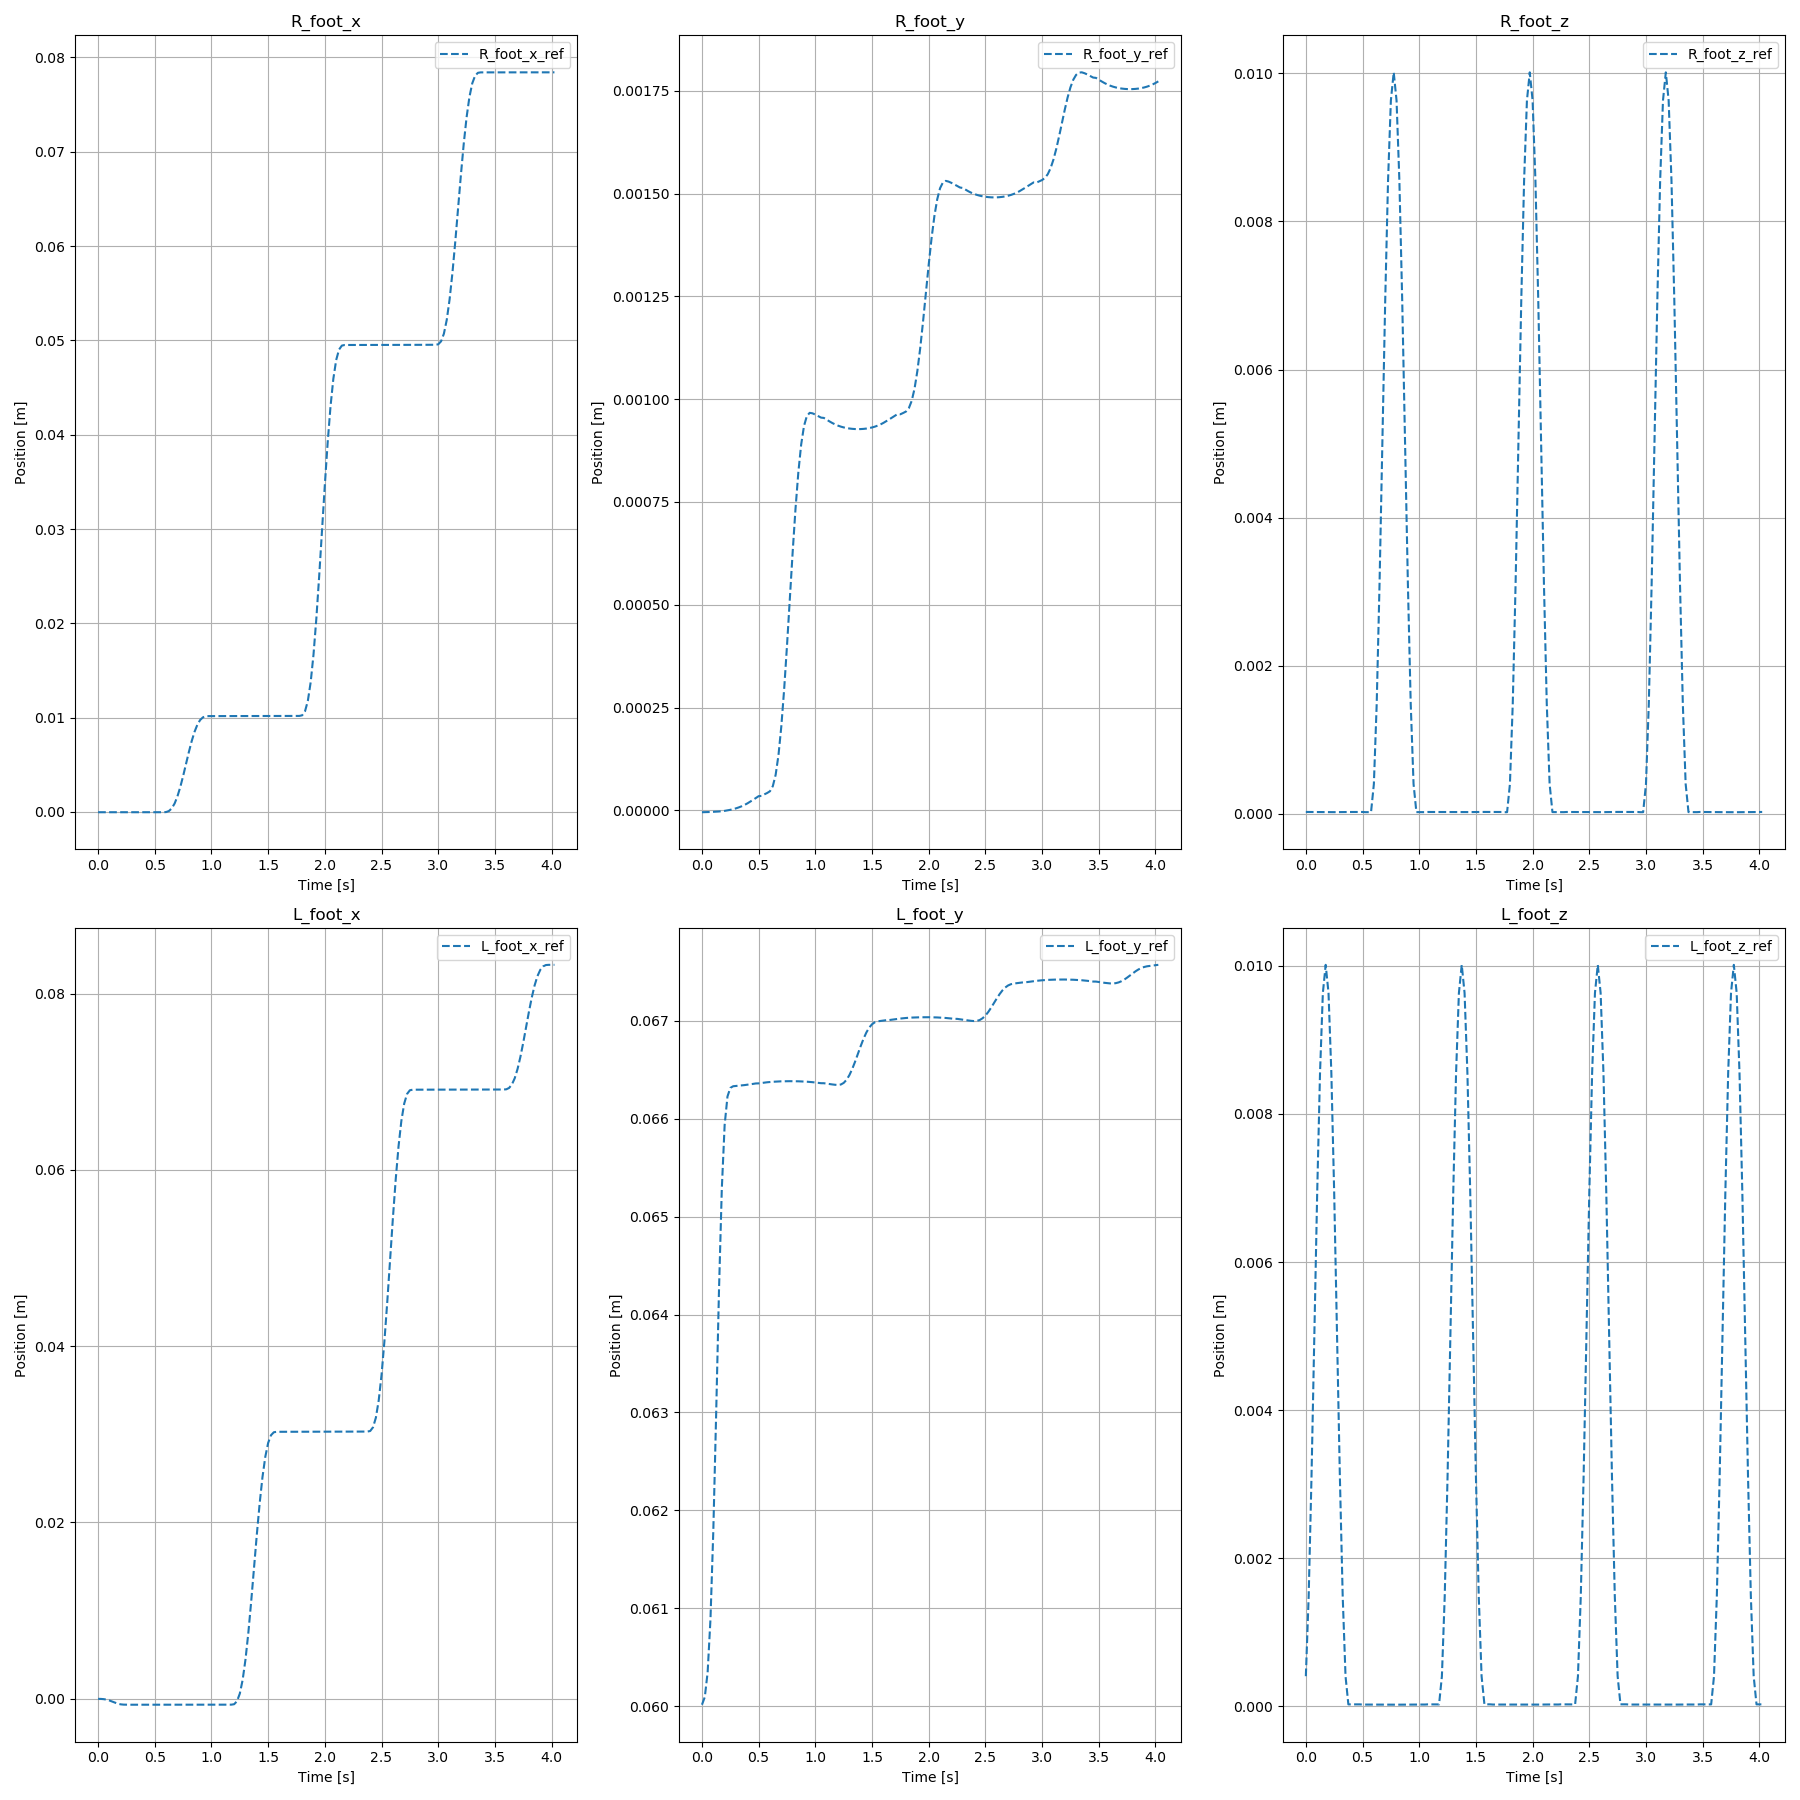 R_foot_x
R_foot_x_ref
0.08
0.07
0.06
0.05
0.04
0.03
0.02
0.01
0.00
Position [m]
0.0 0.5 1.0 1.5 2.0 2.5 3.0 3.5 4.0
Time [s]
R_foot_y
R_foot_y_ref
0.00175
0.00150
0.00125
0.00100
0.00075
0.00050
0.00025
0.00000
Position [m]
0.0 0.5 1.0 1.5 2.0 2.5 3.0 3.5 4.0
Time [s]
R_foot_z
R_foot_z_ref
0.010
0.008
0.006
0.004
0.002
0.000
Position [m]
0.0 0.5 1.0 1.5 2.0 2.5 3.0 3.5 4.0
Time [s]
L_foot_x
L_foot_x_ref
0.08
0.06
0.04
0.02
0.00
Position [m]
0.0 0.5 1.0 1.5 2.0 2.5 3.0 3.5 4.0
Time [s]
L_foot_y
L_foot_y_ref
0.067
0.066
0.065
0.064
0.063
0.062
0.061
0.060
Position [m]
0.0 0.5 1.0 1.5 2.0 2.5 3.0 3.5 4.0
Time [s]
L_foot_z
L_foot_z_ref
0.010
0.008
0.006
0.004
0.002
0.000
Position [m]
0.0 0.5 1.0 1.5 2.0 2.5 3.0 3.5 4.0
Time [s]